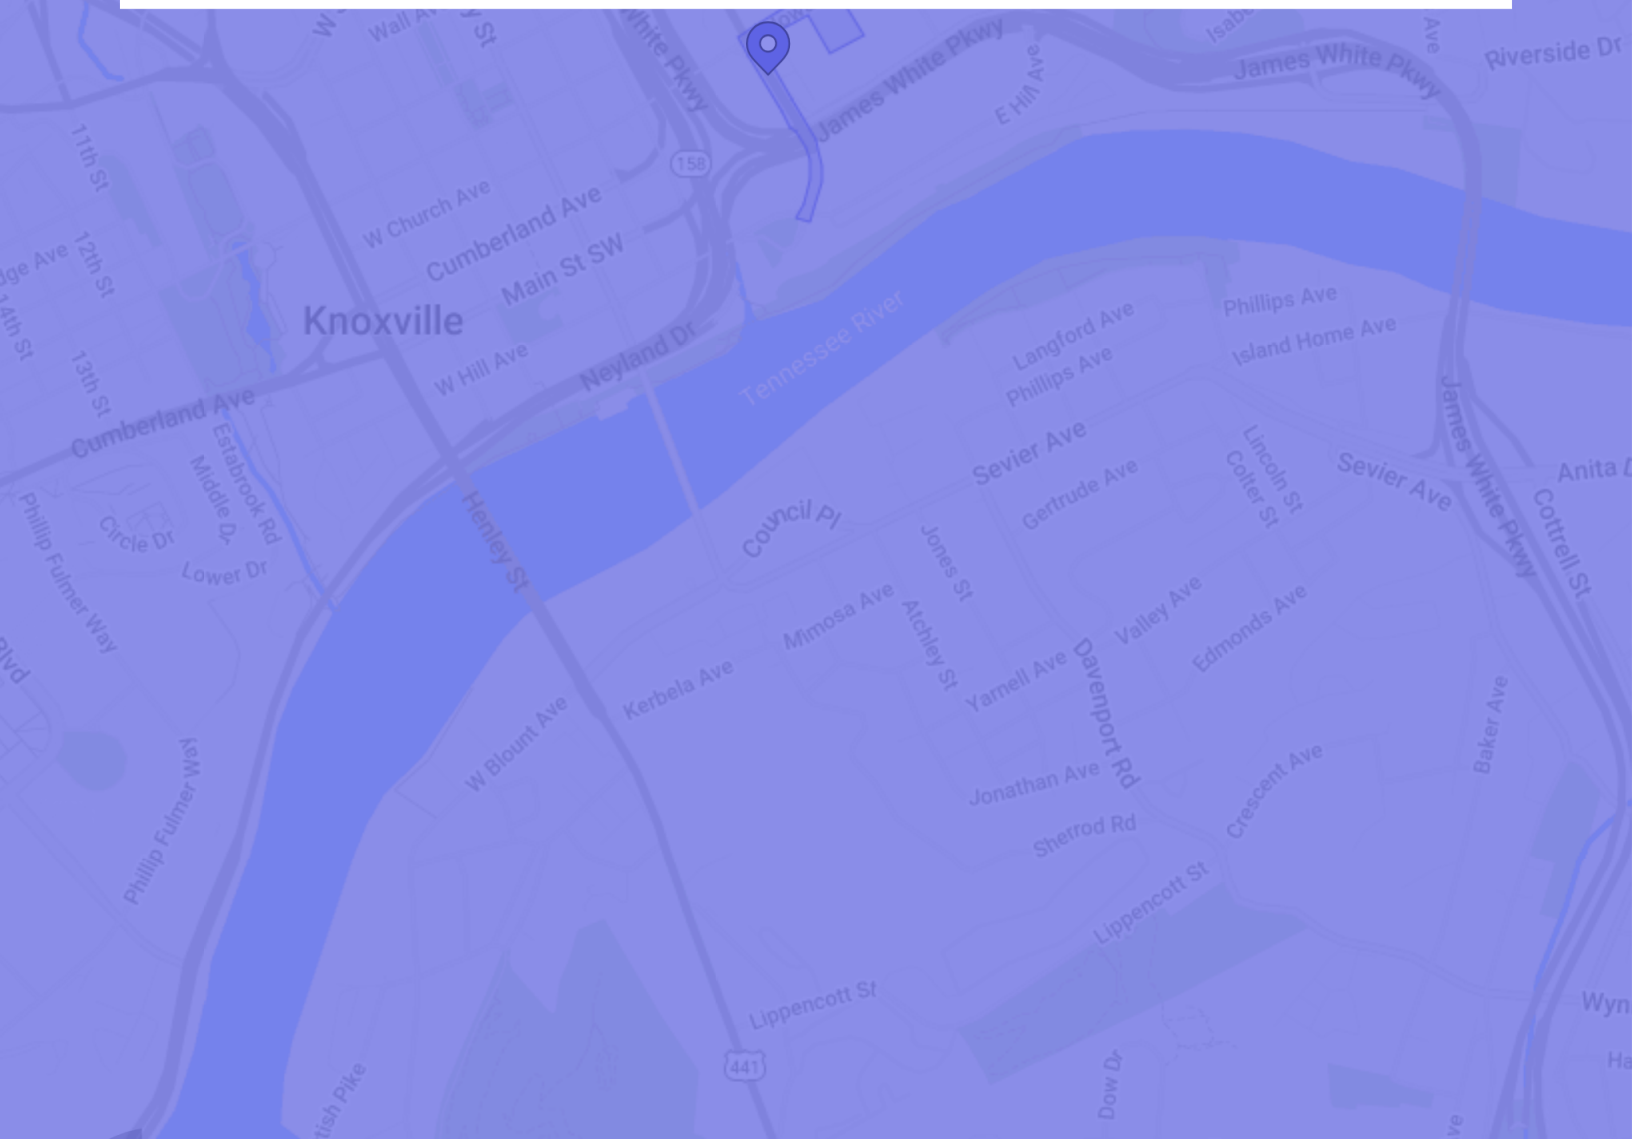 Wall Av
y St
White Pkwy
James White Pkwy
E Hill Ave
Isabe
James White Pkwy
Ave
Riverside Dr
11th St
158
W Church Ave
Cumberland Ave
Main St SW
12th St
dge Ave
14th St
Knoxville
Tennessee River
Phillips Ave
Langford Ave
Island Home Ave
Phillips Ave
13th St
W Hill Ave
Neyland Dr
Cumberland Ave
Estabrook Rd
Middle Dr
Sevier Ave
Gertrude Ave
Lincoln St
Colter St
Sevier Ave
James White Pkwy
Anita D
Cottrell St
Phillip Fulmer Way
Circle Dr
Lower Dr
Henley St
Council Pl
Jones St
Mimosa Ave
Atchley St
Valley Ave
Edmonds Ave
Blvd
Kerbela Ave
Yarnell Ave
Davenport Rd
W Blount Ave
Baker Ave
Phillip Fulmer Way
Jonathan Ave
Crescent Ave
Sherrod Rd
Lippencott St
Lippencott St
Wyn
441
Dow Dr
Ha
tish Pike
ve